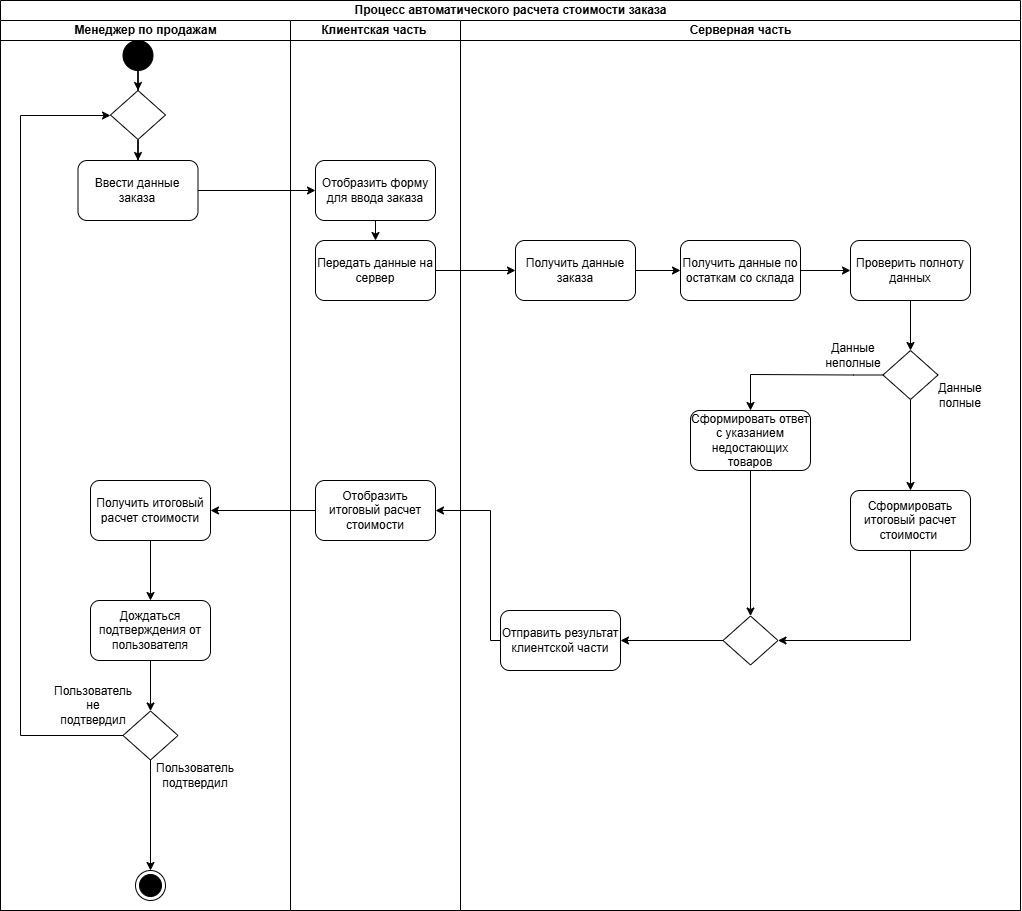 Процесс автоматического расчета стоимости заказа
Менеджер по продажам
Клиентская часть
Серверная часть
Ввести данные
заказа
Отобразить форму
для ввода заказа
Передать данные на
сервер
Получить данные
заказа
Получить данные по
остаткам со склада
Проверить полноту
данных
Данные
неполные
Данные
полные
Сформировать ответ
с указанием
недостающих
товаров
Сформировать
итоговый расчет
стоимости
Отправить результат
клиентской части
Отобразить
итоговый расчет
стоимости
Получить итоговый
расчет стоимости
Дождаться
подтверждения от
пользователя
Пользователь
не
подтвердил
Пользователь
подтвердил